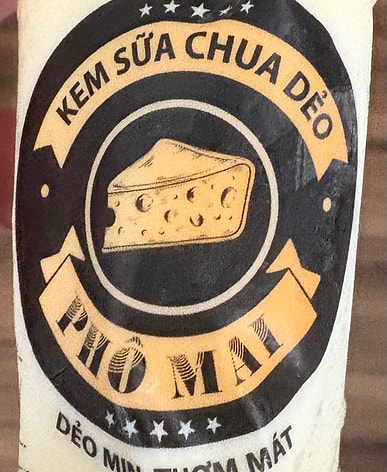 KEM SỮA CHUA DẺO
PHÔ MAI
DẺO MỊN THƠM MÁT